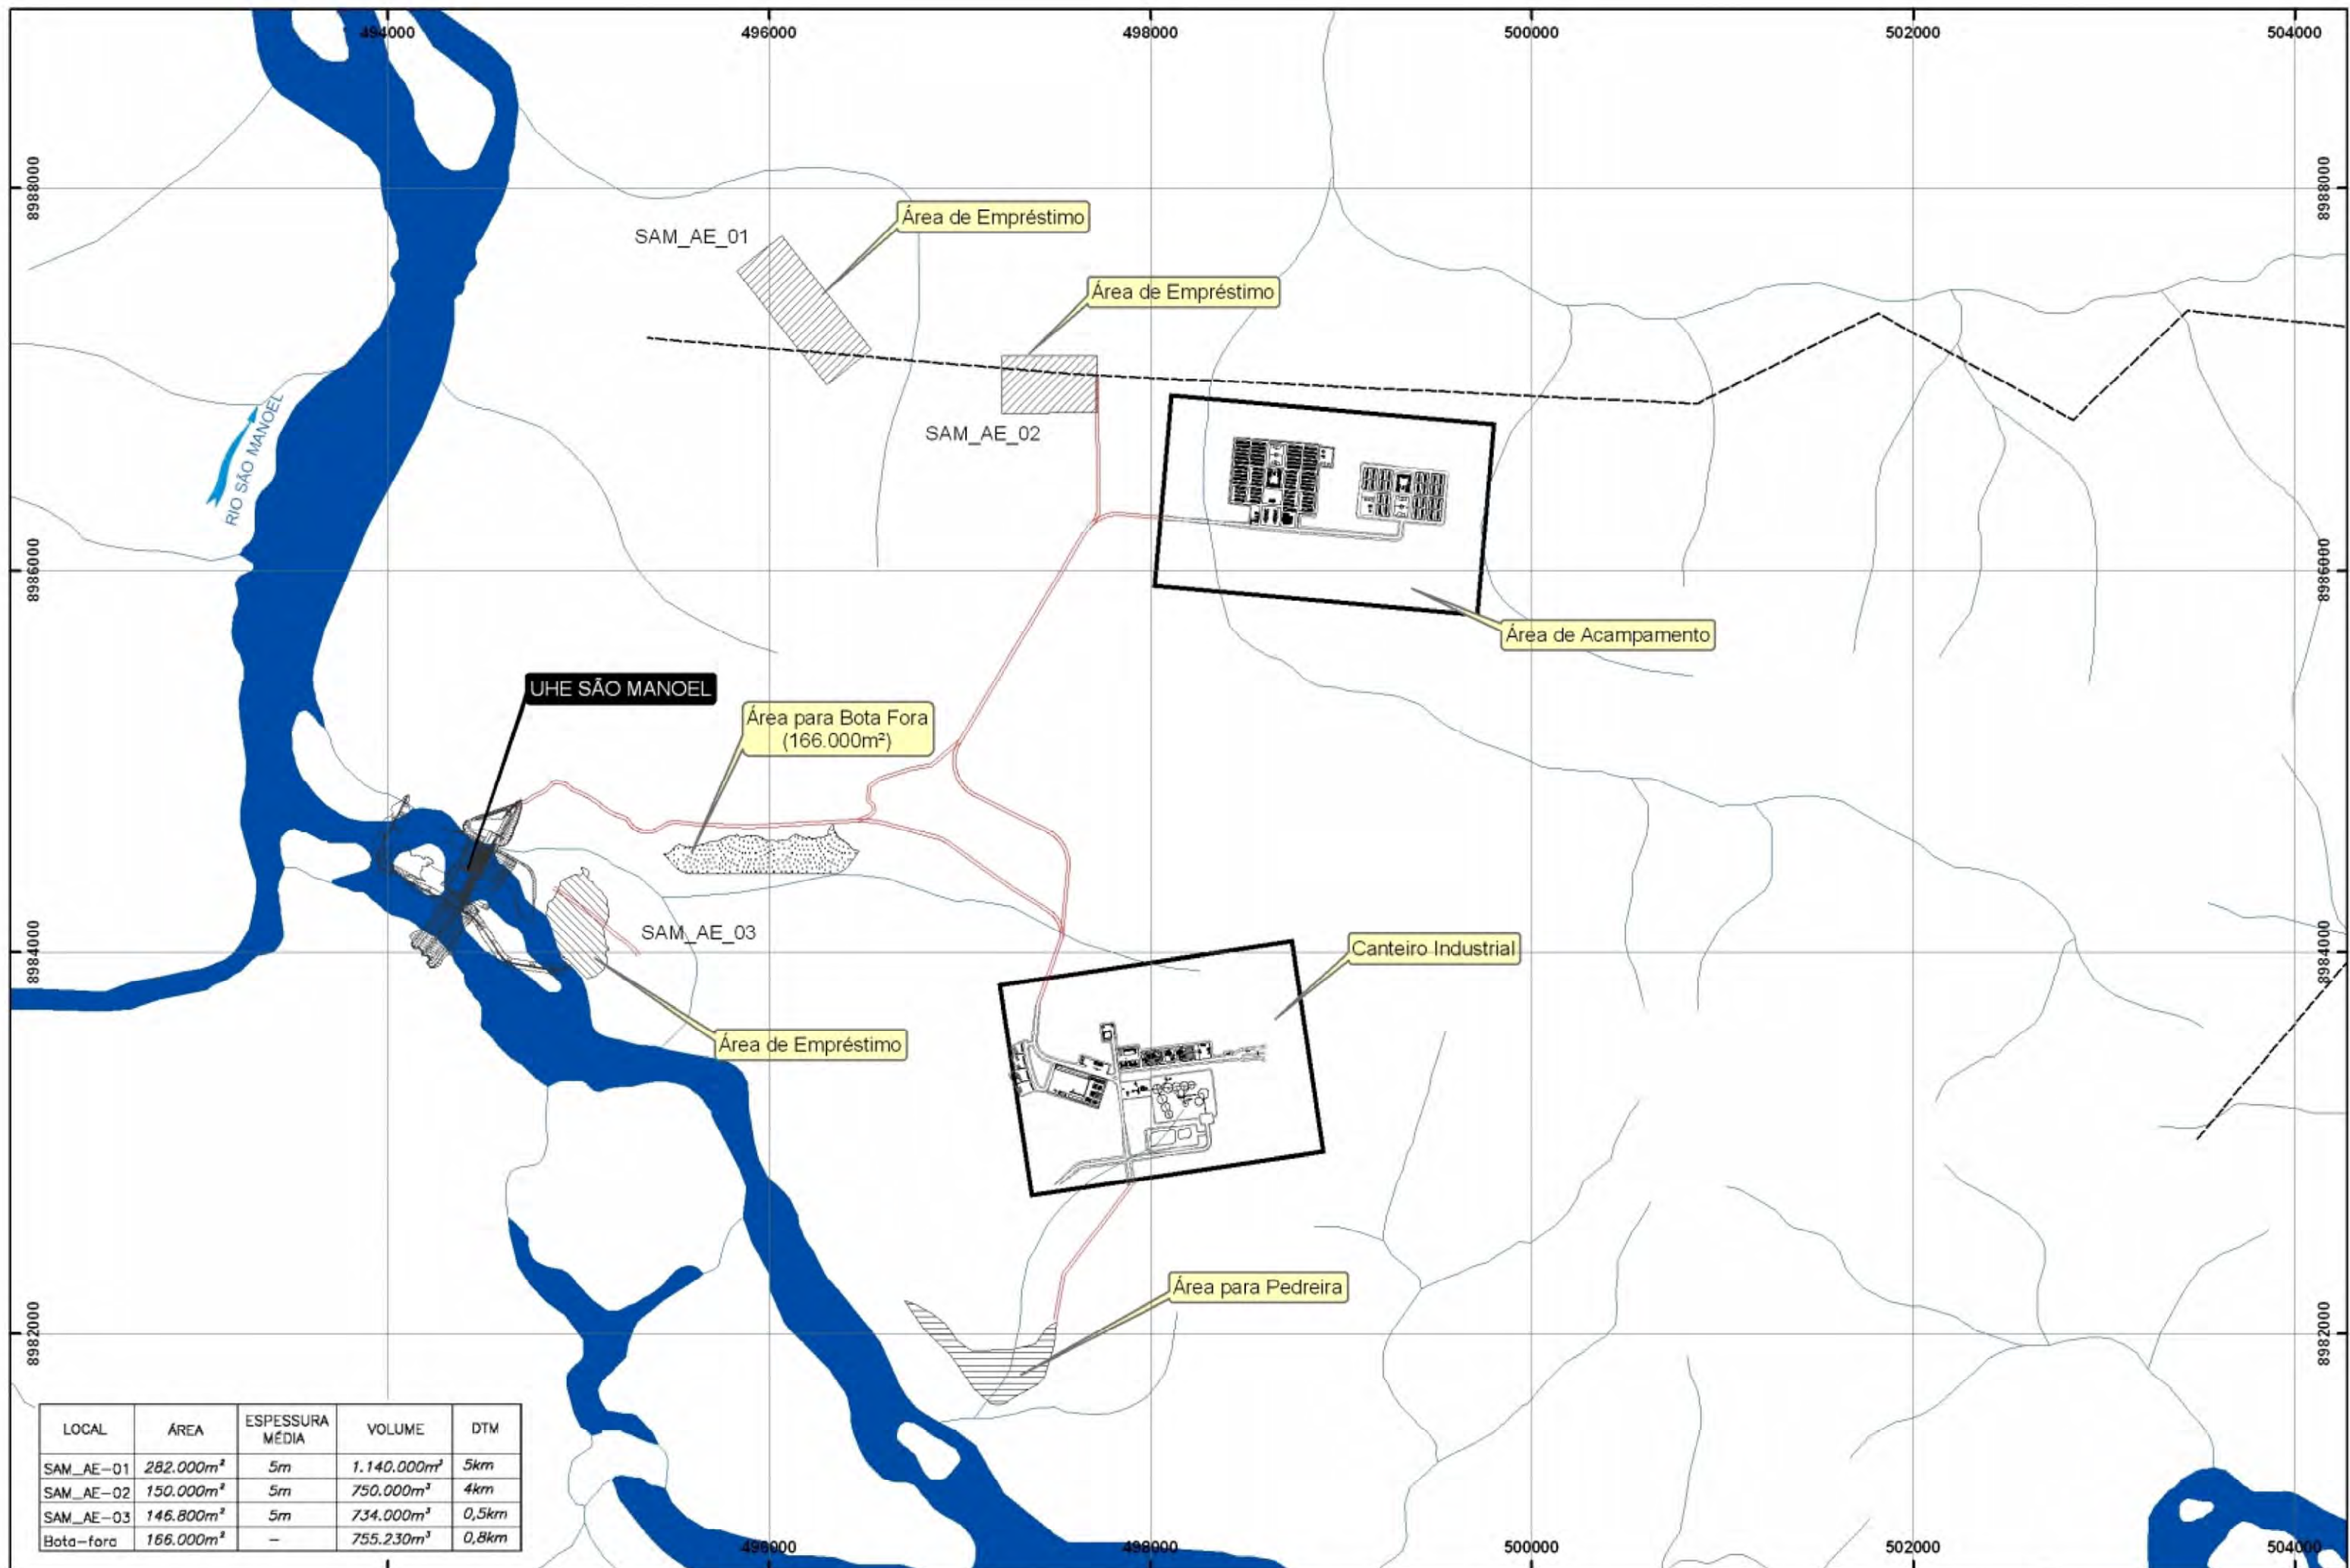 494000
496000
498000
500000
502000
504000
8988000
8988000
SAM_AE_01
Área de Empréstimo
Área de Empréstimo
SAM_AE_02
RIO SÃO MANOEL
8986000
8986000
Área de Acampamento
UHE SÃO MANOEL
Área para Bota Fora
(166.000m²)
SAM_AE_03
8984000
8984000
Canteiro Industrial
Área de Empréstimo
Área para Pedreira
8982000
8982000
LOCAL ÁREA ESPESSURA MÉDIA VOLUME DTM
SAM_AE-01 282.000m² 5m 1.140.000m³ 5km
SAM_AE-02 150.000m² 5m 750.000m³ 4km
SAM_AE-03 146.800m² 5m 734.000m³ 0,5km
Bota-fora 166.000m² - 755.230m³ 0,8km
496000
498000
500000
502000
504000